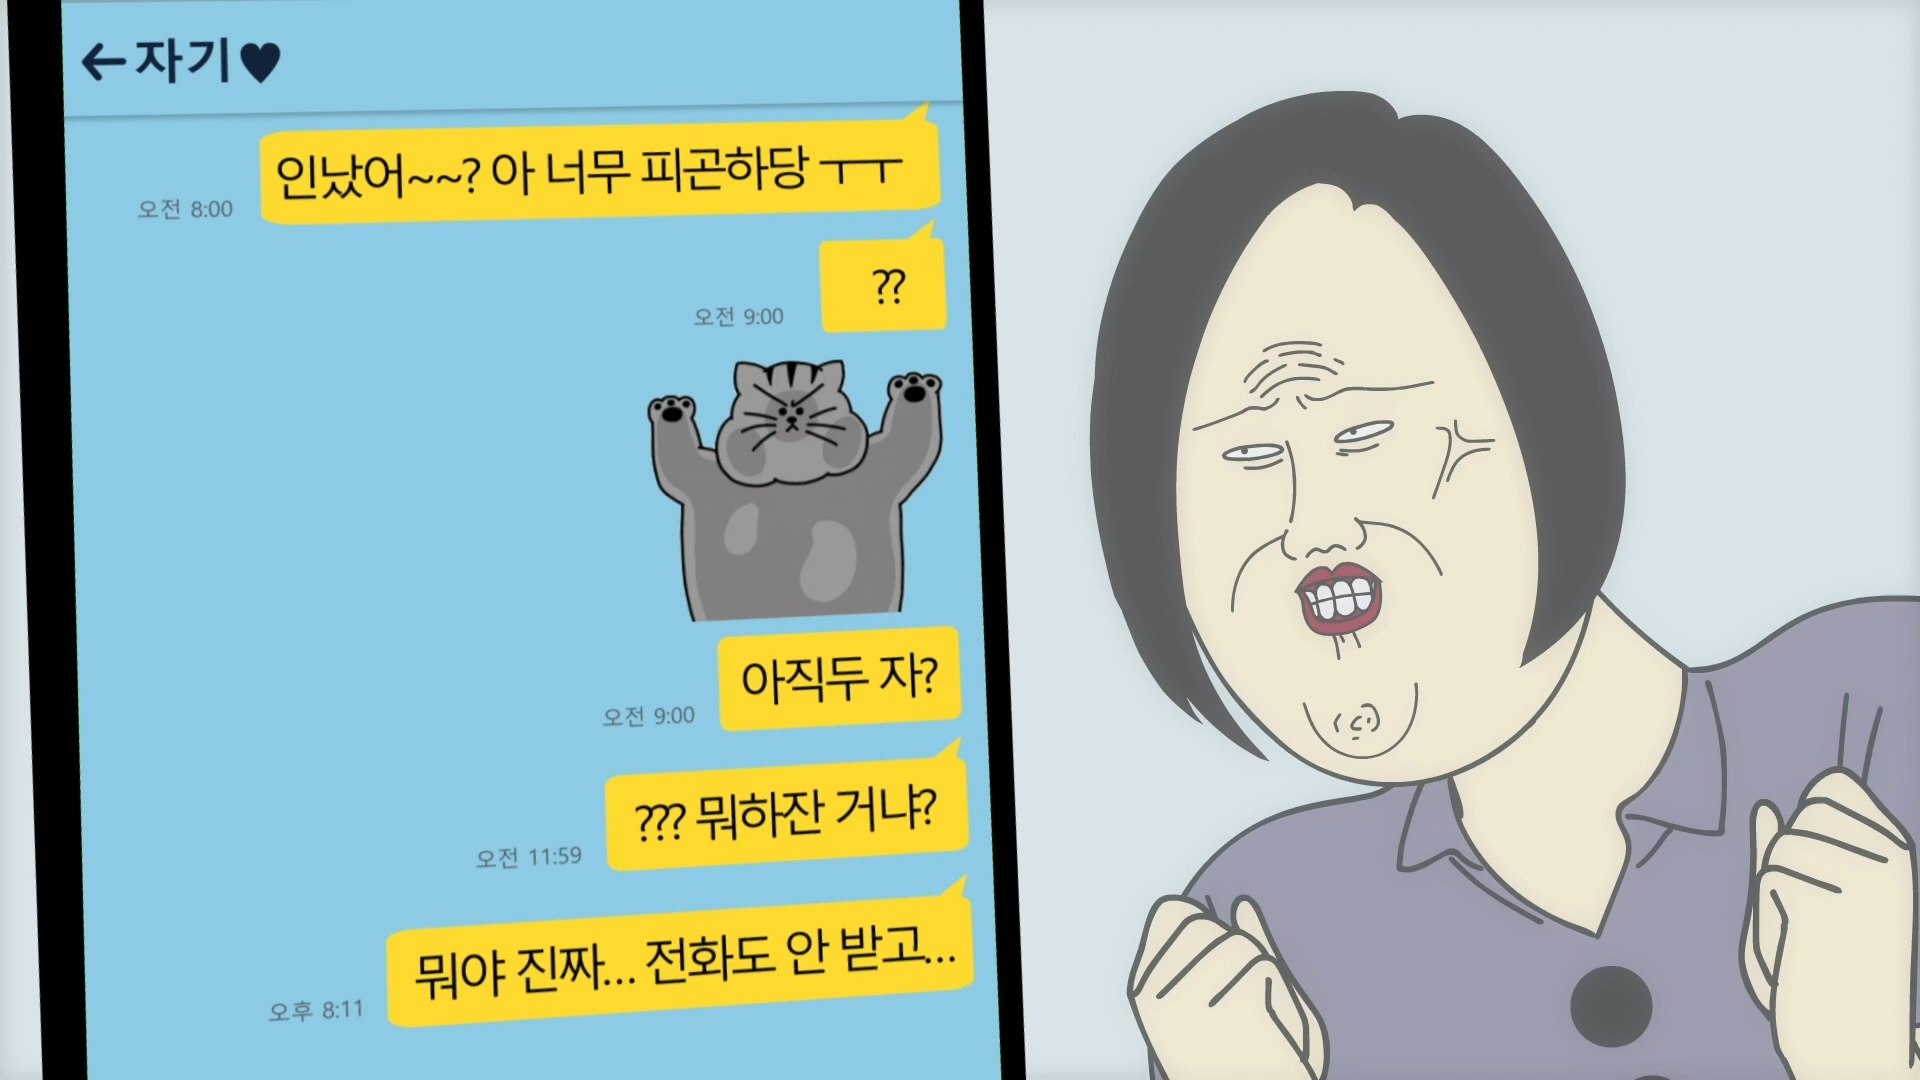 ←자기♥
인났어~~? 아 너무 피곤하당 ㅜㅜ
오전 8:00
??
오전 9:00
아직두 자?
오전 9:00
??? 뭐하잔 거냐?
오전 11:59
뭐야 진짜... 전화도 안 받고...
오후 8:11